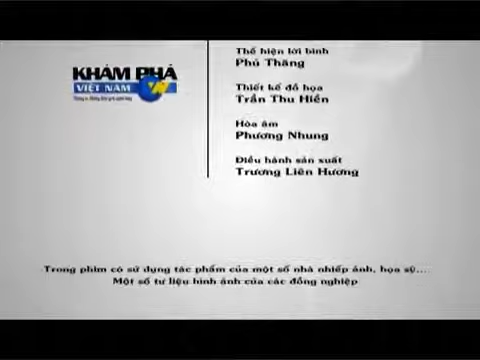 KHÁM PHÁ
VIỆT NAM
Thể hiện lời bình
Phú Thăng
Thiết kế đồ họa
Trần Thu Hiền
Hòa âm
Phương Nhung
Điều hành sản xuất
Trương Liên Hương
Trong phim có sử dụng tác phẩm của một số nhà nhiếp ảnh, họa sỹ....
Một số tư liệu hình ảnh của các đồng nghiệp